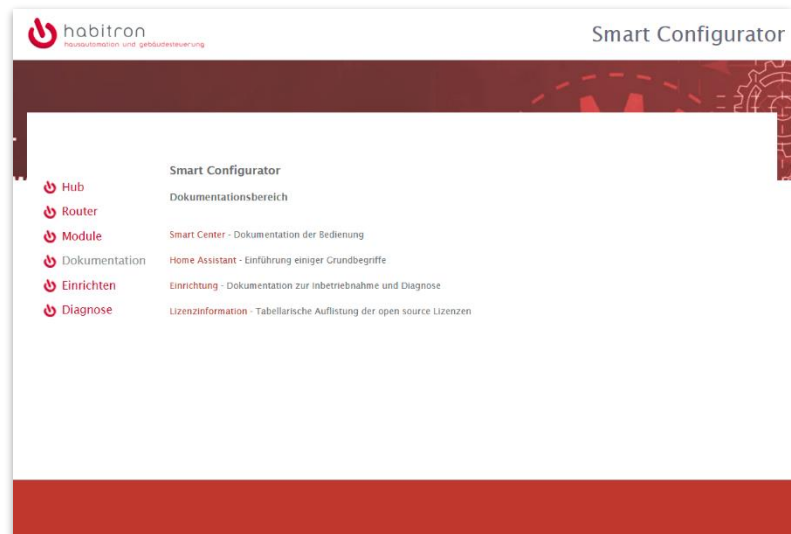 habitron
hausautomation und gebäudesteuerung
Smart Configurator
Smart Configurator
Dokumentationsbereich
Hub
Router
Module
Dokumentation
Einrichten
Diagnose
Smart Center - Dokumentation der Bedienung
Home Assistant - Einführung einiger Grundbegriffe
Einrichtung - Dokumentation zur Inbetriebnahme und Diagnose
Lizenzinformation - Tabellarische Auflistung der open source Lizenzen